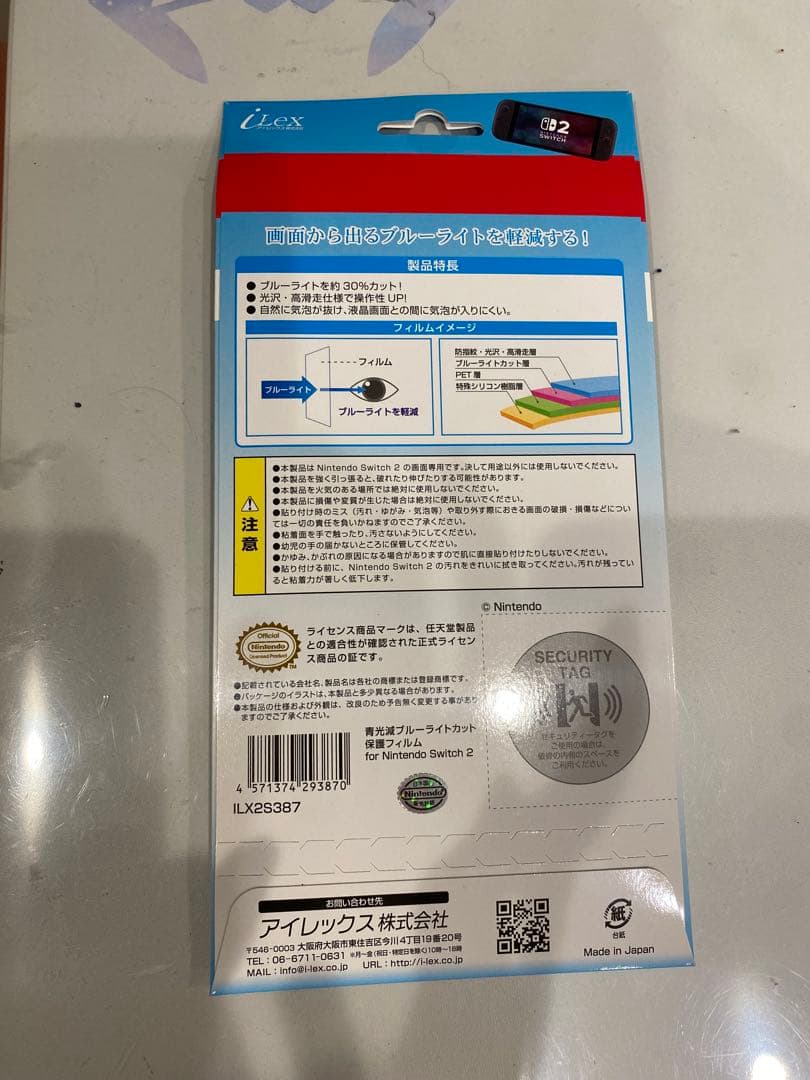 iLex
アイレックス株式会社
2
NINTENDO
SWITCH
画面から出るブルーライトを軽減する！
製品特長
● ブルーライトを約 30%カット！
● 光沢・高滑走仕様で操作性 UP!
● 自然に気泡が抜け、液晶画面との間に気泡が入りにくい。
フィルムイメージ
フィルム
ブルーライト
ブルーライトを軽減
防指紋・光沢・高滑走層
ブルーライトカット層
PET 層
特殊シリコン樹脂層
注意
●本製品は Nintendo Switch 2 の画面専用です。決して用途以外には使用しないでください。
●本製品を強く引っ張ると、破れたり伸びたりする可能性があります。
●本製品を火気のある場所では絶対に使用しないでください。
●本製品に損傷や変質が生じた場合は絶対に使用しないでください。
●貼り付け時のミス（汚れ・ゆがみ・気泡等）や取り外す際におきる画面の破損・損傷などについ
ては一切の責任を負いかねますのでご了承ください。
●粘着面を手で触ったり、汚さないようにしてください。
●幼児の手の届かないところに保管してください。
●かゆみ、かぶれの原因になる場合がありますので肌に直接貼り付けたりしないでください。
●貼り付ける前に、Nintendo Switch 2 の汚れをきれいに拭き取ってください。汚れが残ってい
ると粘着力が著しく低下します。
© Nintendo
Official
Nintendo
Licensed Product
TM
ライセンス商品マークは、任天堂製品
との適合性が確認された正式ライセン
ス商品の証です。
●記載されている会社名、製品名は各社の商標または登録商標です。
●パッケージのイラストは、本製品と多少異なる場合があります。
●本製品の仕様および外観は、改良のため予告無く変更する事があり
ますのでご了承ください。
SECURITY
TAG
セキュリティータグを
ご使用の場合は、
破線の内側のスペースを
ご利用ください。
青光減ブルーライトカット
保護フィルム
for Nintendo Switch 2
4 571374 293870
ILX2S387
Nintendo
お問い合わせ先
アイレックス株式会社
〒546-0003 大阪府大阪市東住吉区今川4丁目19番20号
TEL：06-6711-0631 ※月～金(祝日・特定日を除く)10時～18時
MAIL：info@i-lex.co.jp URL：http://i-lex.co.jp
紙
台紙
Made in Japan